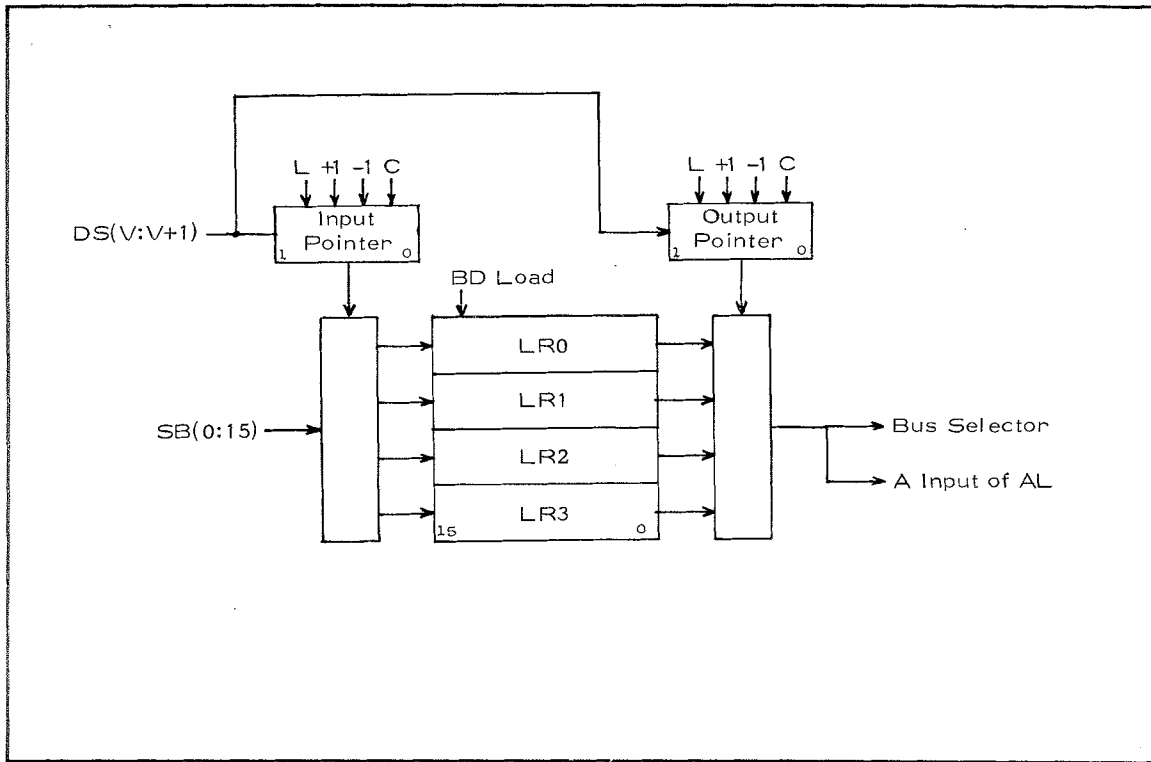 L +1 -1 C
L +1 -1 C
DS(V:V+1)
Input
Pointer
1 0
Output
Pointer
1 0
BD Load
LR0
LR1
SB(0:15)
Bus Selector
LR2
A Input of AL
LR3
15 0